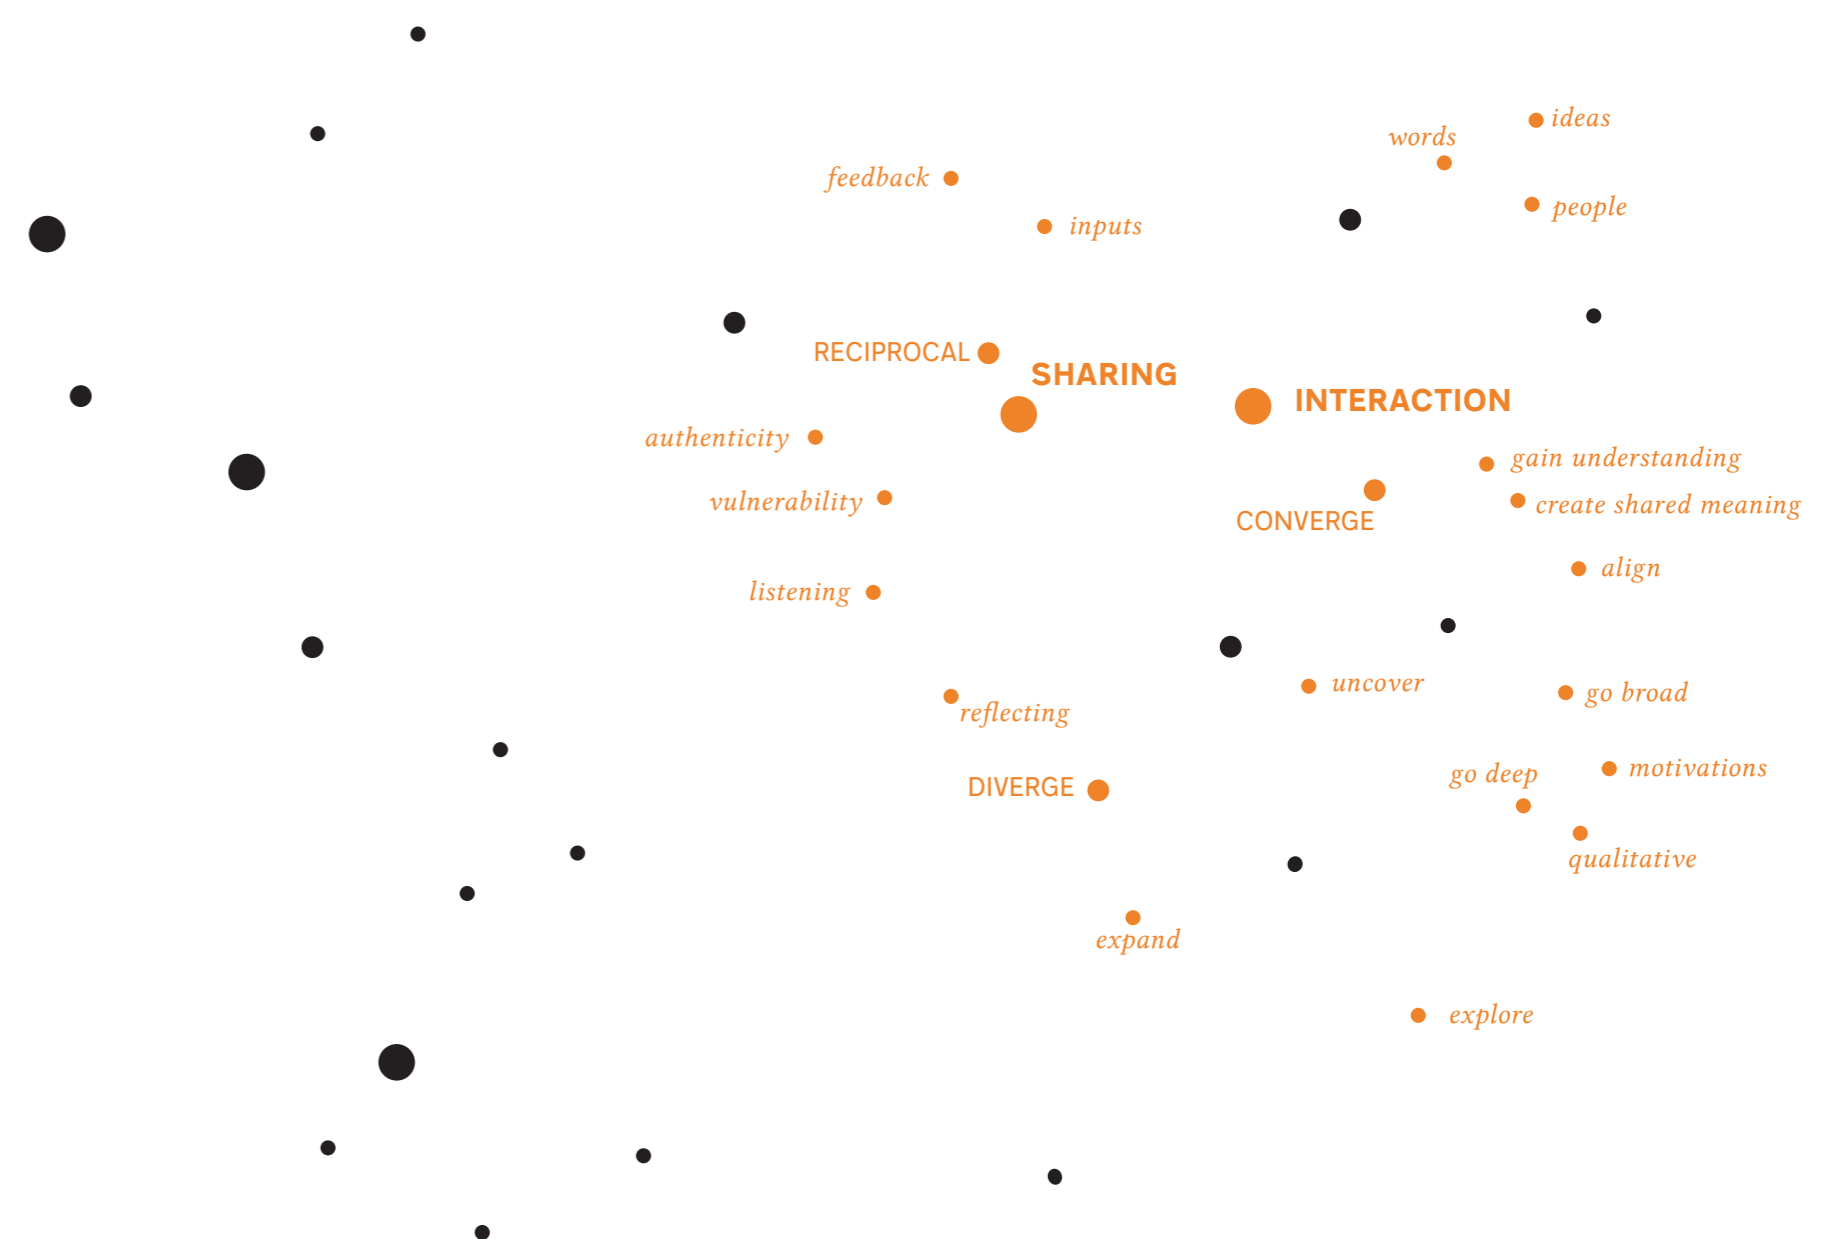 ideas
words
feedback
people
inputs
RECIPROCAL
SHARING
INTERACTION
authenticity
gain understanding
vulnerability
create shared meaning
CONVERGE
align
listening
uncover
go broad
reflecting
motivations
go deep
DIVERGE
qualitative
expand
explore